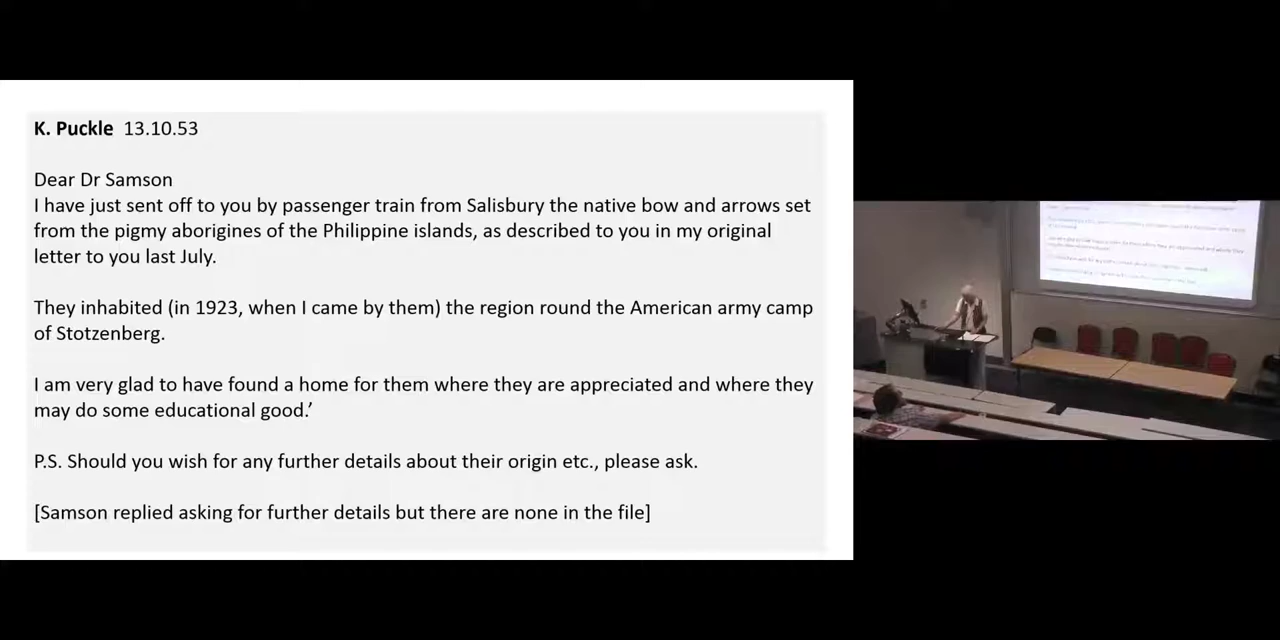 K. Puckle 13.10.53
Dear Dr Samson
I have just sent off to you by passenger train from Salisbury the native bow and arrows set
from the pigmy aborigines of the Philippine islands, as described to you in my original
letter to you last July.
They inhabited (in 1923, when I came by them) the region round the American army camp
of Stotzenberg.
I am very glad to have found a home for them where they are appreciated and where they
may do some educational good.’
P.S. Should you wish for any further details about their origin etc., please ask.
[Samson replied asking for further details but there are none in the file]